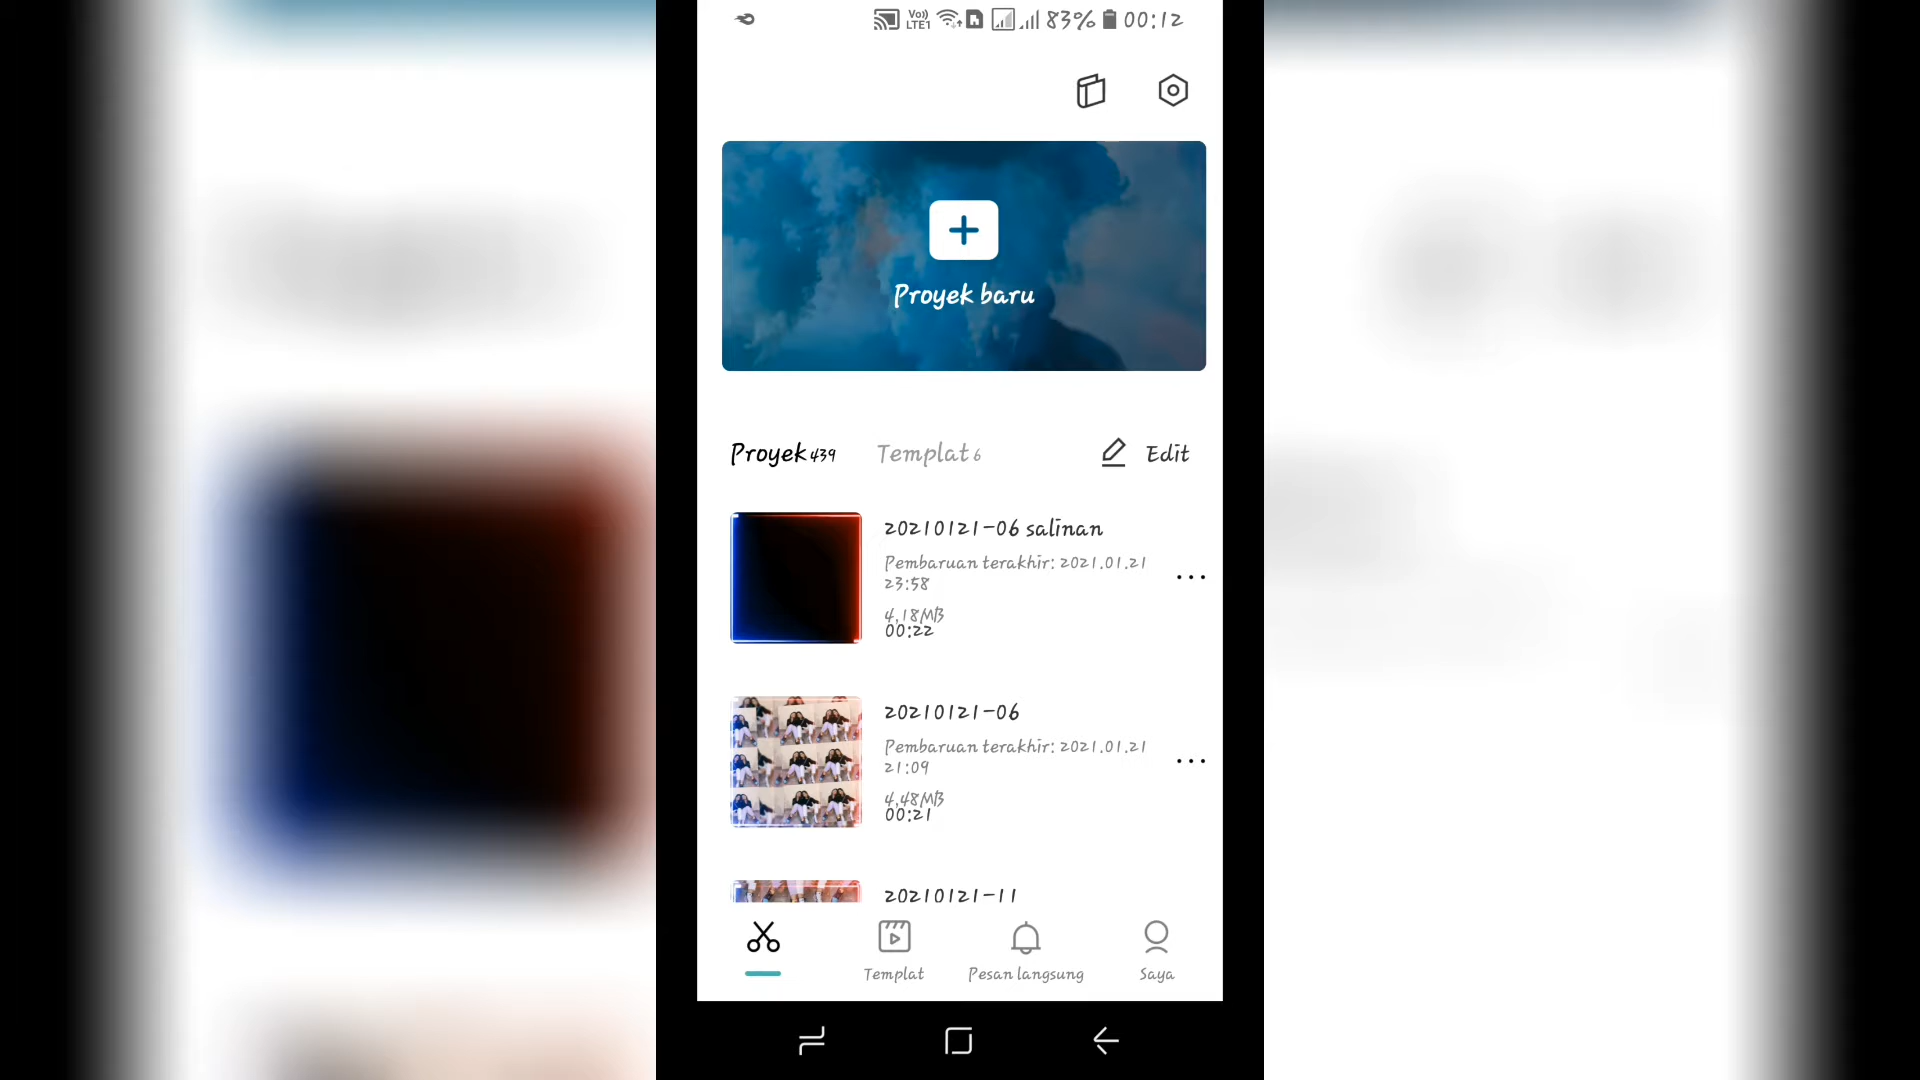 Vo))
LTE1
83%
00:12
Proyek baru
Proyek 439
Templat 6
Edit
20210121-06 salinan
Pembaruan terakhir: 2021.01.21
23:58
4,18MB
00:22
20210121-06
Pembaruan terakhir: 2021.01.21
21:09
4,48MB
00:21
20210121-11
Templat
Pesan langsung
Saya